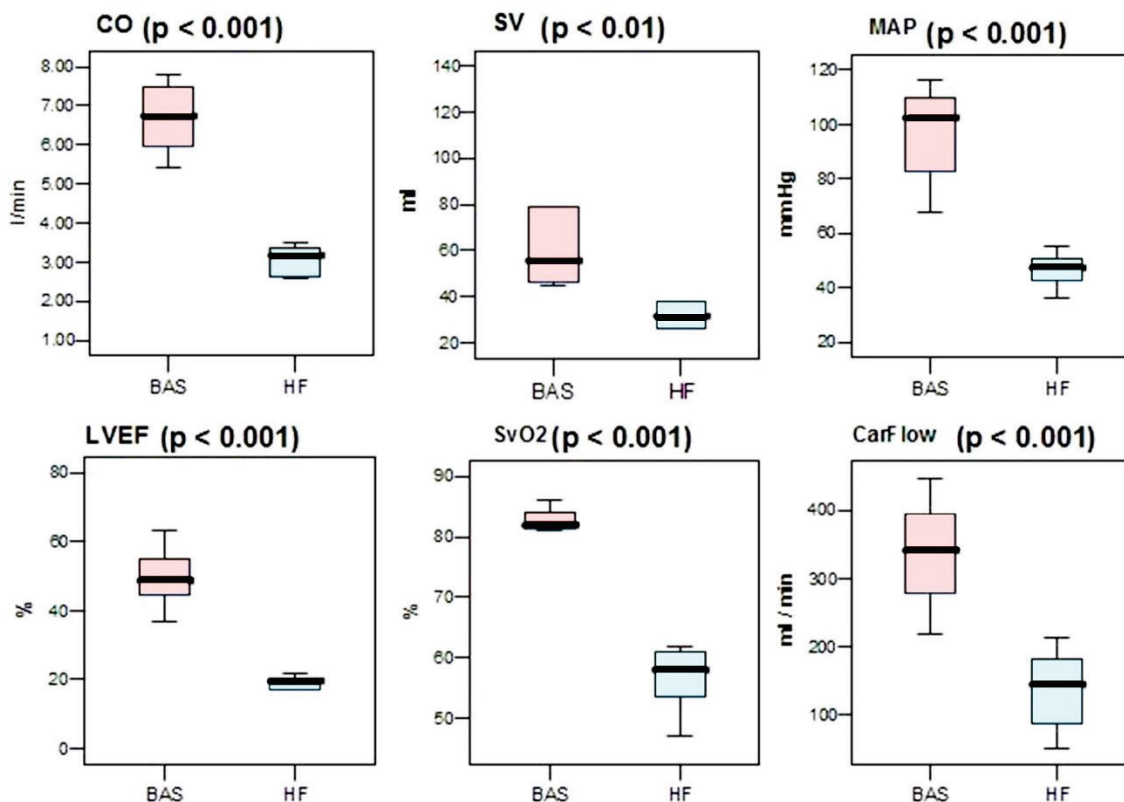 CO (p < 0.001)
8.00
7.00
6.00
5.00
4.00
3.00
2.00
1.00
l/min
BAS
HF
SV (p < 0.01)
140
120
100
80
60
40
20
ml
BAS
HF
MAP (p < 0.001)
120
100
80
60
40
20
mmHg
BAS
HF
LVEF (p < 0.001)
80
60
40
20
0
%
BAS
HF
SvO2 (p < 0.001)
90
80
70
60
50
%
BAS
HF
CarFlow (p < 0.001)
400
300
200
100
ml / min
BAS
HF